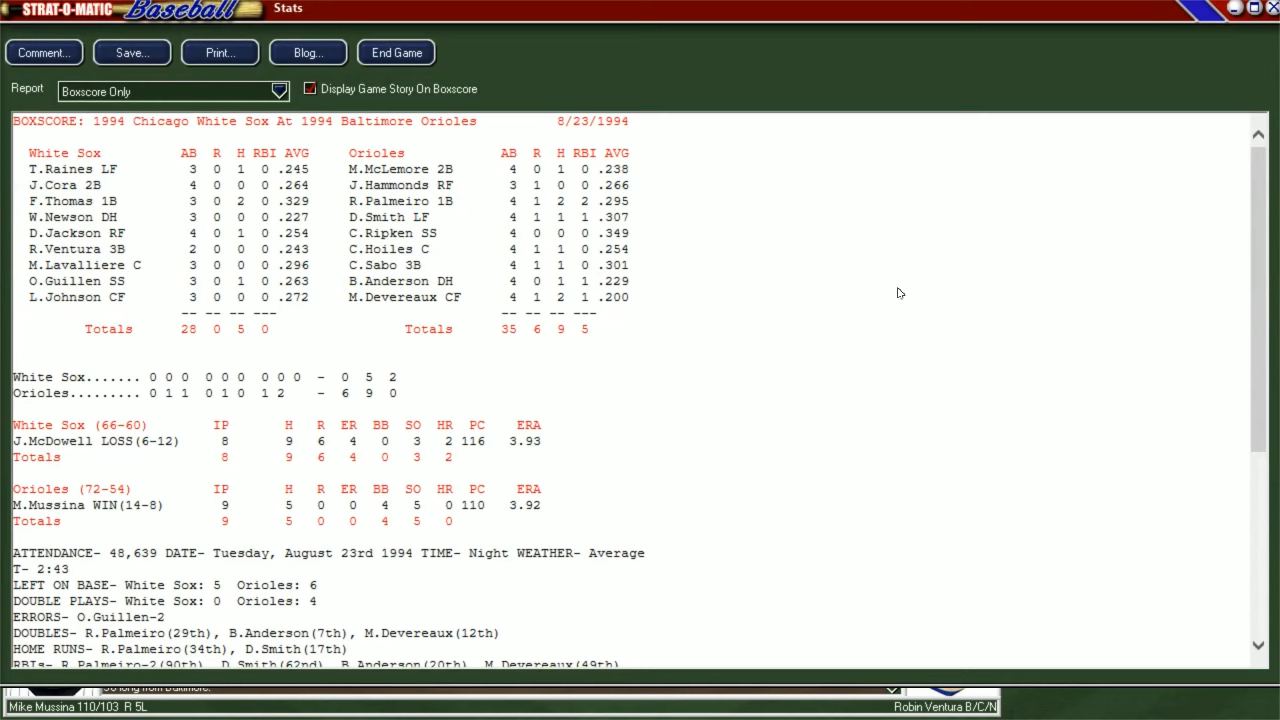 STRAT-O-MATIC Baseball Stats
Comment... Save... Print... Blog... End Game
Report Boxscore Only Display Game Story On Boxscore
BOXSCORE: 1994 Chicago White Sox At 1994 Baltimore Orioles 8/23/1994
White Sox AB R H RBI AVG Orioles AB R H RBI AVG
T.Raines LF 3 0 1 0 .245 M.McLemore 2B 4 0 1 0 .238
J.Cora 2B 4 0 0 0 .264 J.Hammonds RF 3 1 0 0 .266
F.Thomas 1B 3 0 2 0 .329 R.Palmeiro 1B 4 1 2 2 .295
W.Newson DH 3 0 0 0 .227 D.Smith LF 4 1 1 1 .307
D.Jackson RF 4 0 1 0 .254 C.Ripken SS 4 0 0 0 .349
R.Ventura 3B 2 0 0 0 .243 C.Hoiles C 4 1 1 0 .254
M.Lavalliere C 3 0 0 0 .296 C.Sabo 3B 4 1 1 0 .301
O.Guillen SS 3 0 1 0 .263 B.Anderson DH 4 0 1 1 .229
L.Johnson CF 3 0 0 0 .272 M.Devereaux CF 4 1 2 1 .200
-- -- -- --- -- -- -- ---
Totals 28 0 5 0 Totals 35 6 9 5
White Sox....... 0 0 0 0 0 0 0 0 0 - 0 5 2
Orioles......... 0 1 1 0 1 0 1 2 - 6 9 0
White Sox (66-60) IP H R ER BB SO HR PC ERA
J.McDowell LOSS(6-12) 8 9 6 4 0 3 2 116 3.93
Totals 8 9 6 4 0 3 2
Orioles (72-54) IP H R ER BB SO HR PC ERA
M.Mussina WIN(14-8) 9 5 0 0 4 5 0 110 3.92
Totals 9 5 0 0 4 5 0
ATTENDANCE- 48,639 DATE- Tuesday, August 23rd 1994 TIME- Night WEATHER- Average
T- 2:43
LEFT ON BASE- White Sox: 5 Orioles: 6
DOUBLE PLAYS- White Sox: 0 Orioles: 4
ERRORS- O.Guillen-2
DOUBLES- R.Palmeiro(29th), B.Anderson(7th), M.Devereaux(12th)
HOME RUNS- R.Palmeiro(34th), D.Smith(17th)
RBIs- R.Palmeiro-2(90th), D.Smith(62nd), B.Anderson(20th), M.Devereaux(49th)
So long from Baltimore.
Mike Mussina 110/103 R 5L Robin Ventura B/C/N